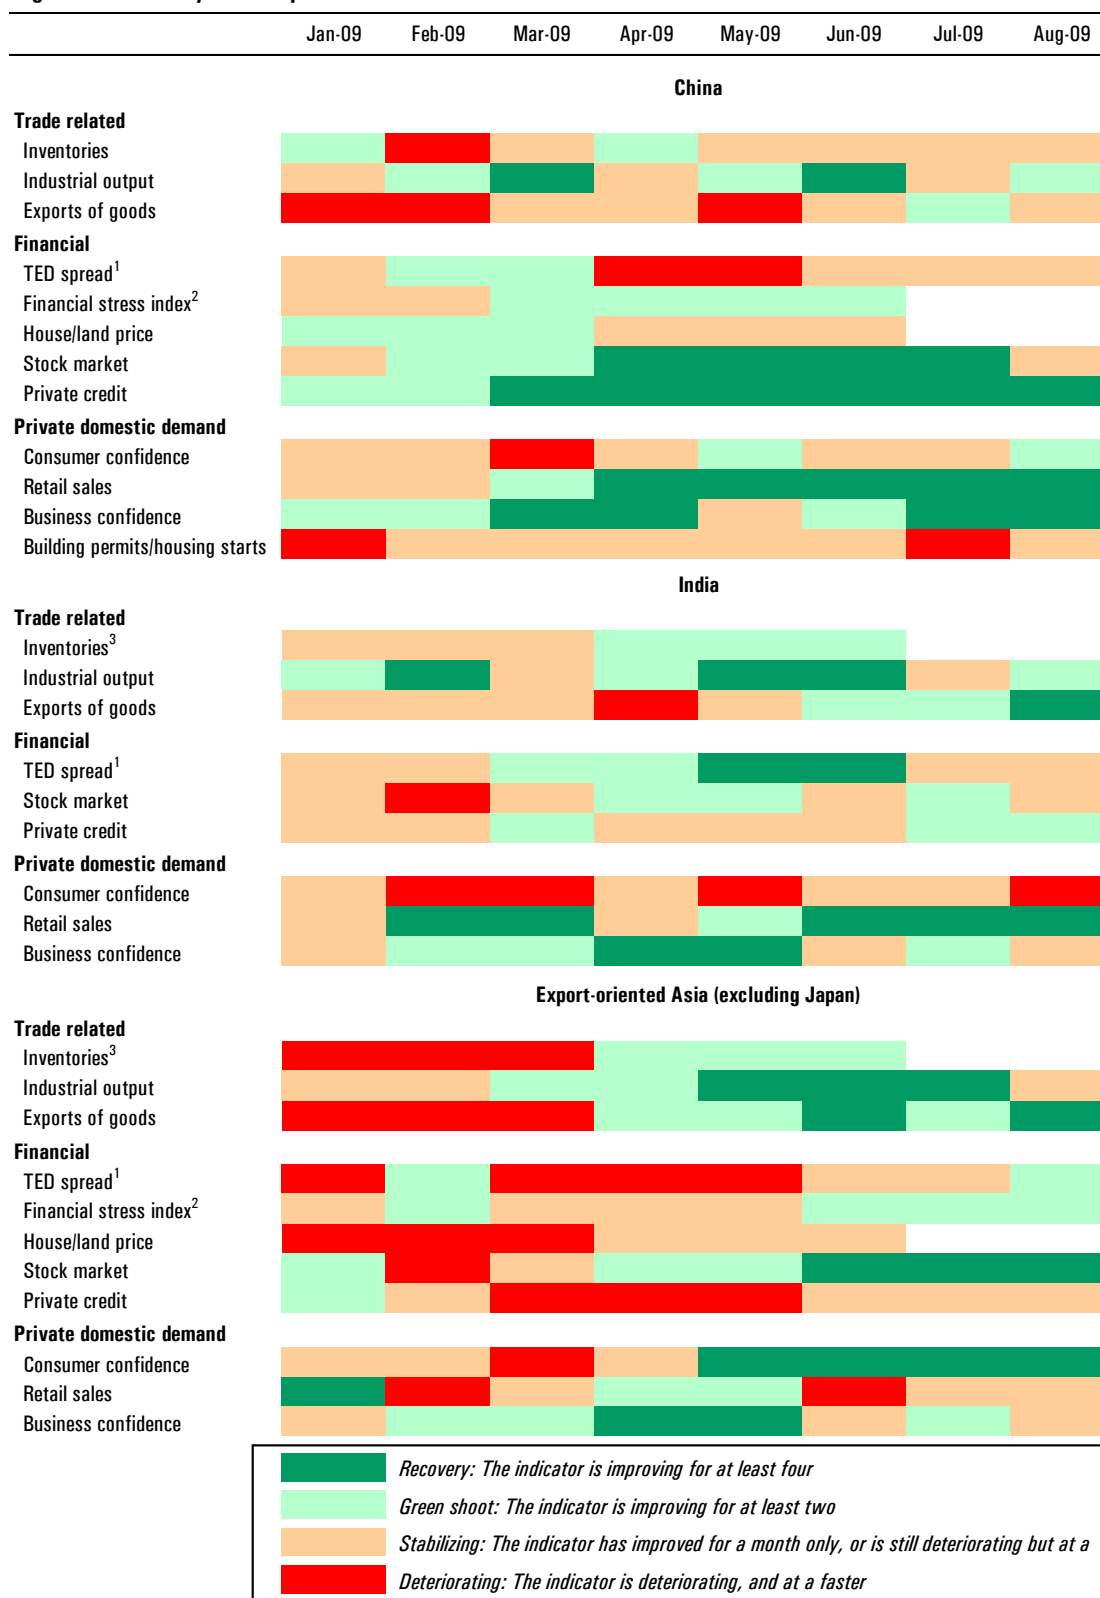 Jan-09 Feb-09 Mar-09 Apr-09 May-09 Jun-09 Jul-09 Aug-09
China
Trade related
Inventories
Industrial output
Exports of goods
Financial
TED spread1
Financial stress index2
House/land price
Stock market
Private credit
Private domestic demand
Consumer confidence
Retail sales
Business confidence
Building permits/housing starts
India
Trade related
Inventories3
Industrial output
Exports of goods
Financial
TED spread1
Stock market
Private credit
Private domestic demand
Consumer confidence
Retail sales
Business confidence
Export-oriented Asia (excluding Japan)
Trade related
Inventories3
Industrial output
Exports of goods
Financial
TED spread1
Financial stress index2
House/land price
Stock market
Private credit
Private domestic demand
Consumer confidence
Retail sales
Business confidence
Recovery: The indicator is improving for at least four
Green shoot: The indicator is improving for at least two
Stabilizing: The indicator has improved for a month only, or is still deteriorating but at a
Deteriorating: The indicator is deteriorating, and at a faster